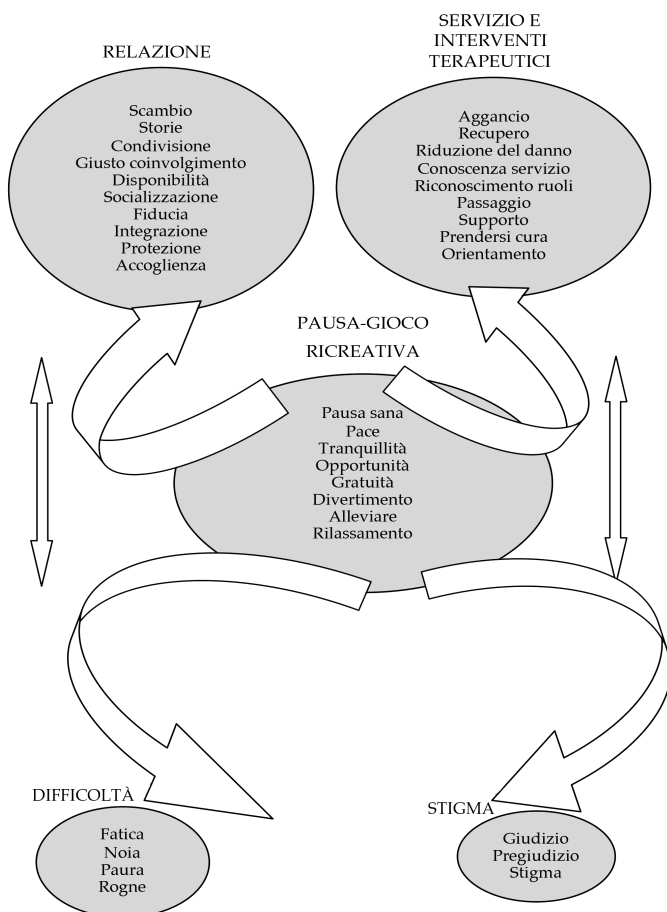 RELAZIONE
Scambio
Storie
Condivisione
Giusto coinvolgimento
Disponibilità
Socializzazione
Fiducia
Integrazione
Protezione
Accoglienza
SERVIZIO E
INTERVENTI
TERAPEUTICI
Aggancio
Recupero
Riduzione del danno
Conoscenza servizio
Riconoscimento ruoli
Passaggio
Supporto
Prendersi cura
Orientamento
PAUSA-GIOCO
RICREATIVA
Pausa sana
Pace
Tranquillità
Opportunità
Gratuità
Divertimento
Alleviare
Rilassamento
DIFFICOLTÀ
Fatica
Noia
Paura
Rogne
STIGMA
Giudizio
Pregiudizio
Stigma